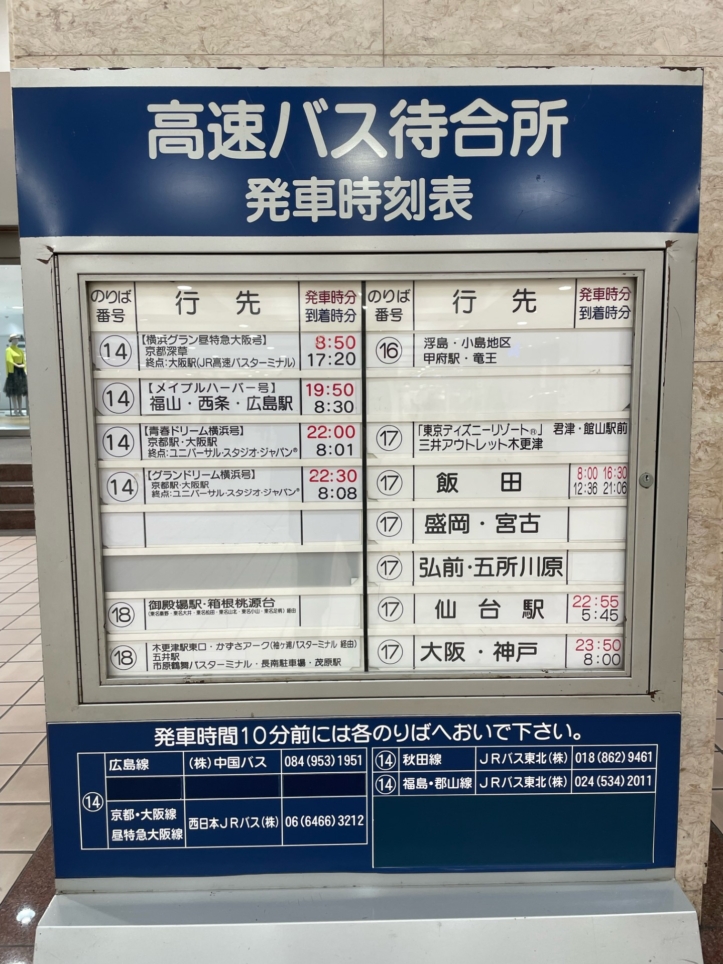 高速バス待合所
発車時刻表
のりば番号 行先 発車時分 到着時分
⑭ 【横浜グラン昼特急大阪号】 8:50
京都深草
終点:大阪駅(JR高速バスターミナル) 17:20
⑭ 【メイプルハーバー号】 19:50
福山・西条・広島駅 8:30
⑭ 【青春ドリーム横浜号】 22:00
京都駅・大阪駅
終点:ユニバーサル・スタジオ・ジャパン® 8:01
⑭ 【グランドリーム横浜号】 22:30
京都駅・大阪駅
終点:ユニバーサル・スタジオ・ジャパン® 8:08
⑱ 御殿場駅・箱根桃源台
⑱ 木更津駅東口・かずさアーク(袖ヶ浦バスターミナル 経由)
五井駅
市原鶴舞バスターミナル・長南駐車場・茂原駅
のりば番号 行先 発車時分 到着時分
⑯ 浮島・小島地区
甲府駅・竜王
⑰ 「東京ディズニーリゾート®」 君津・館山駅前
三井アウトレット木更津
⑰ 飯田 8:00 16:30
12:36 21:06
⑰ 盛岡・宮古
⑰ 弘前・五所川原
⑰ 仙台駅 22:55
5:45
⑰ 大阪・神戸 23:50
8:00
発車時間10分前には各のりばへおいで下さい。
⑭ 広島線 (株)中国バス 084(953)1951
京都・大阪線
昼特急大阪線 西日本JRバス(株) 06(6466)3212
⑭ 秋田線 JRバス東北(株) 018(862)9461
⑭ 福島・郡山線 JRバス東北(株) 024(534)2011